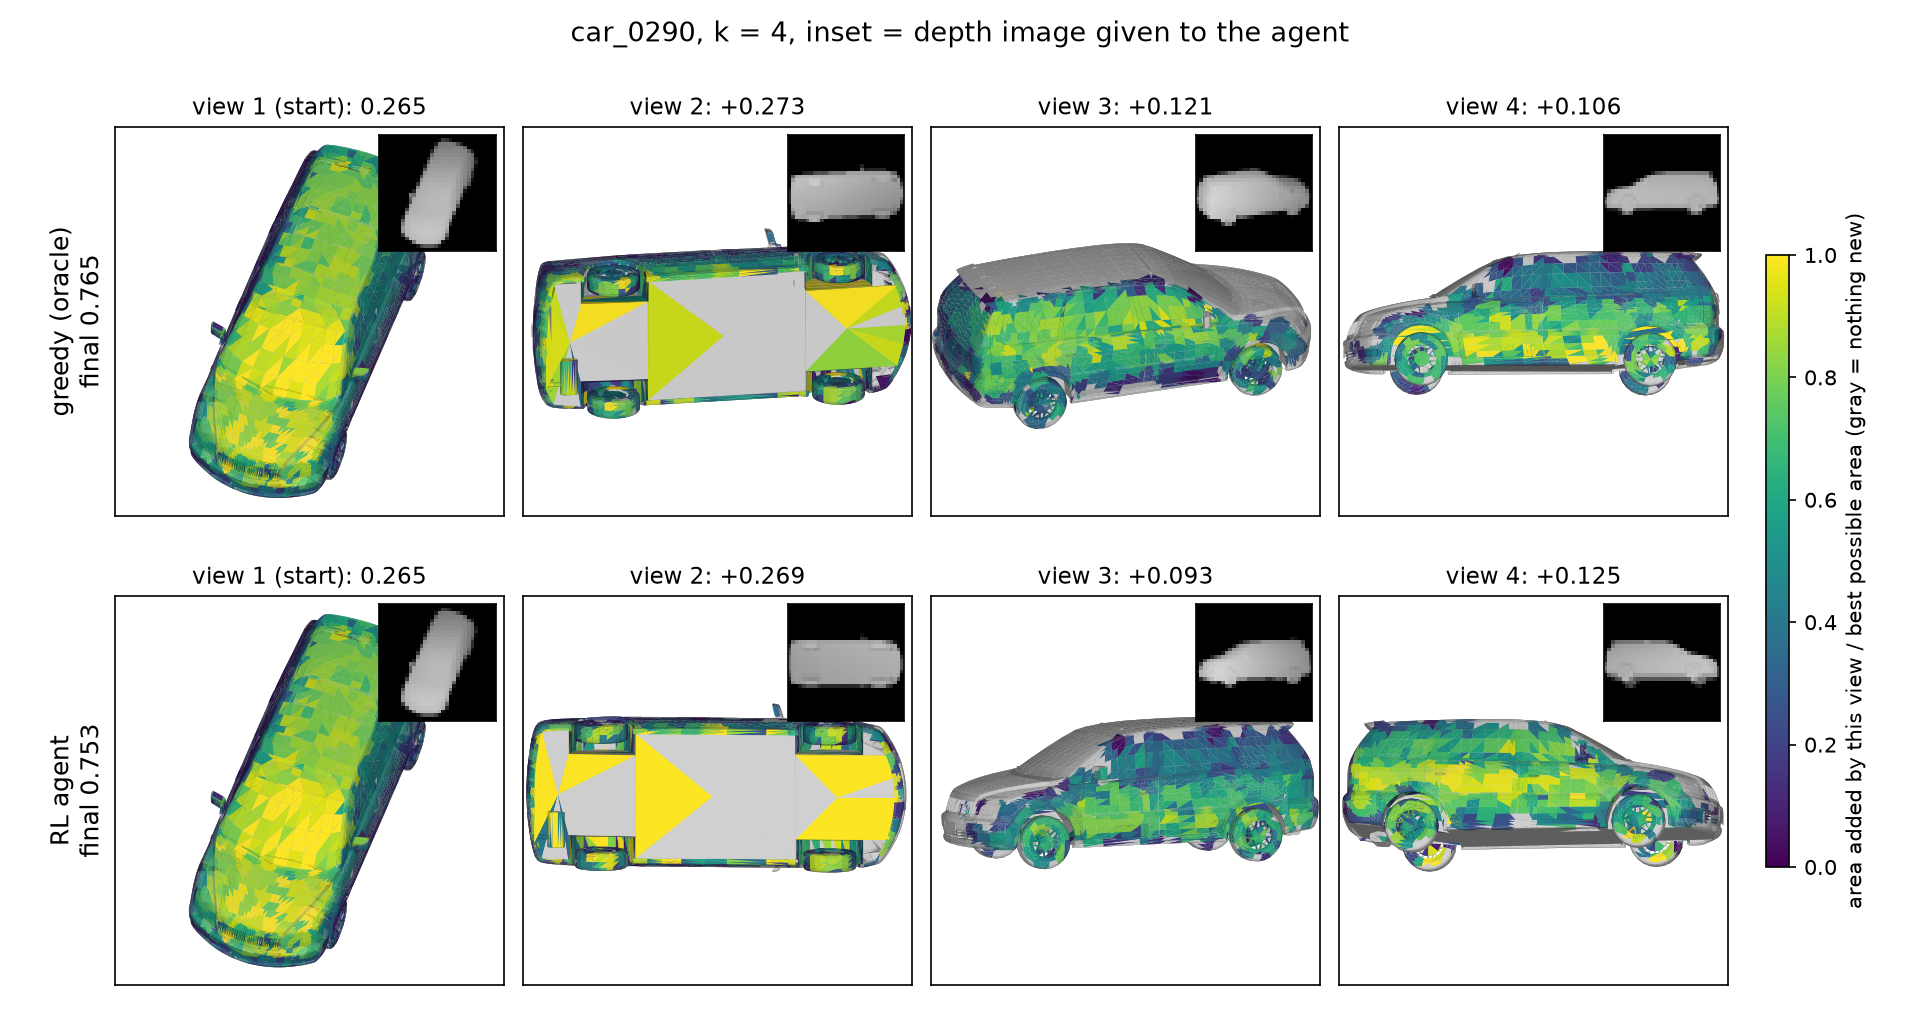 car_0290, k = 4, inset = depth image given to the agent
greedy (oracle)
final 0.765
view 1 (start): 0.265
view 2: +0.273
view 3: +0.121
view 4: +0.106
RL agent
final 0.753
view 1 (start): 0.265
view 2: +0.269
view 3: +0.093
view 4: +0.125
1.0
0.8
0.6
0.4
0.2
0.0
area added by this view / best possible area (gray = nothing new)